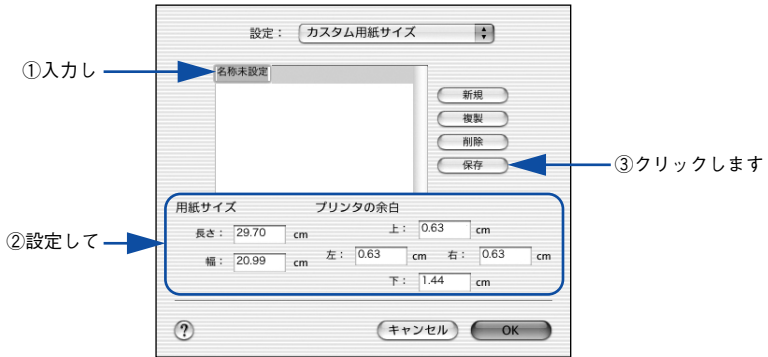 設定： カスタム用紙サイズ
①入力し
名称未設定
新規
複製
削除
保存
③クリックします
用紙サイズ プリンタの余白
②設定して
長さ： 29.70 cm
幅： 20.99 cm
上： 0.63 cm
左： 0.63 cm 右： 0.63 cm
下： 1.44 cm
? キャンセル OK